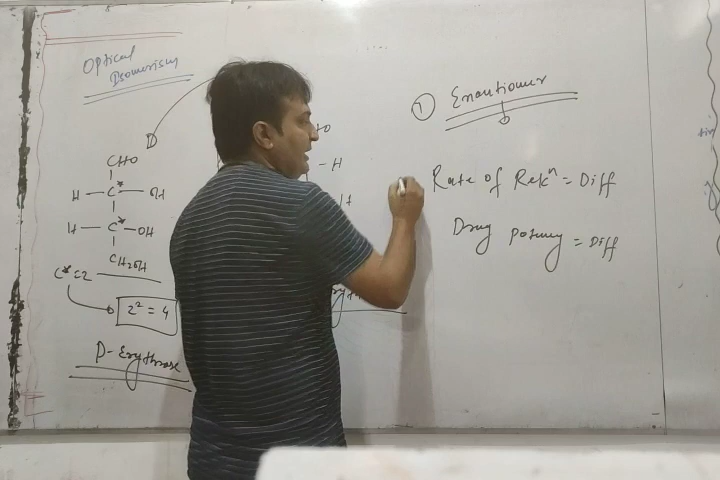 Optical
Isomerism
D
CHO
H — C* — OH
H — C* — OH
CH2OH
C* = 2
2² = 4
D-Erythrose
- H
① Enantiomer
Rate of Rekⁿ = Diff
Drug potency = Diff